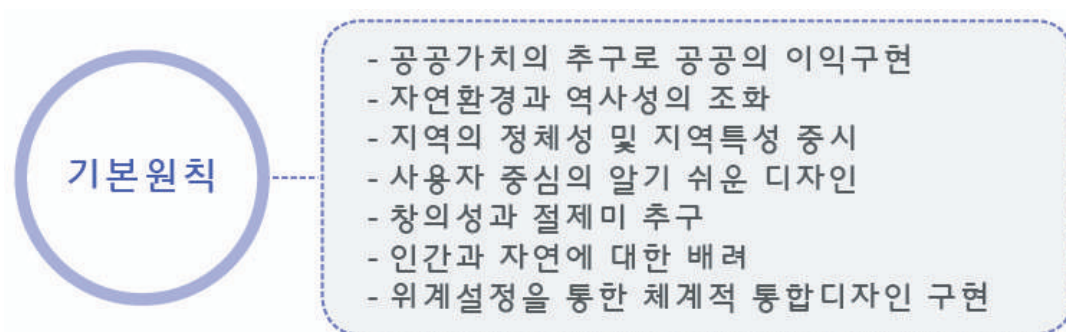 기본원칙
- 공공가치의 추구로 공공의 이익구현
- 자연환경과 역사성의 조화
- 지역의 정체성 및 지역특성 중시
- 사용자 중심의 알기 쉬운 디자인
- 창의성과 절제미 추구
- 인간과 자연에 대한 배려
- 위계설정을 통한 체계적 통합디자인 구현